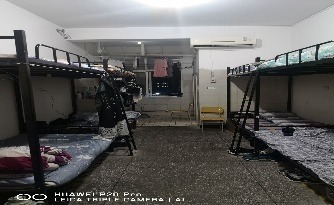 HUAWEI P20 Pro
LEICA TRIPLE CAMERA | AI